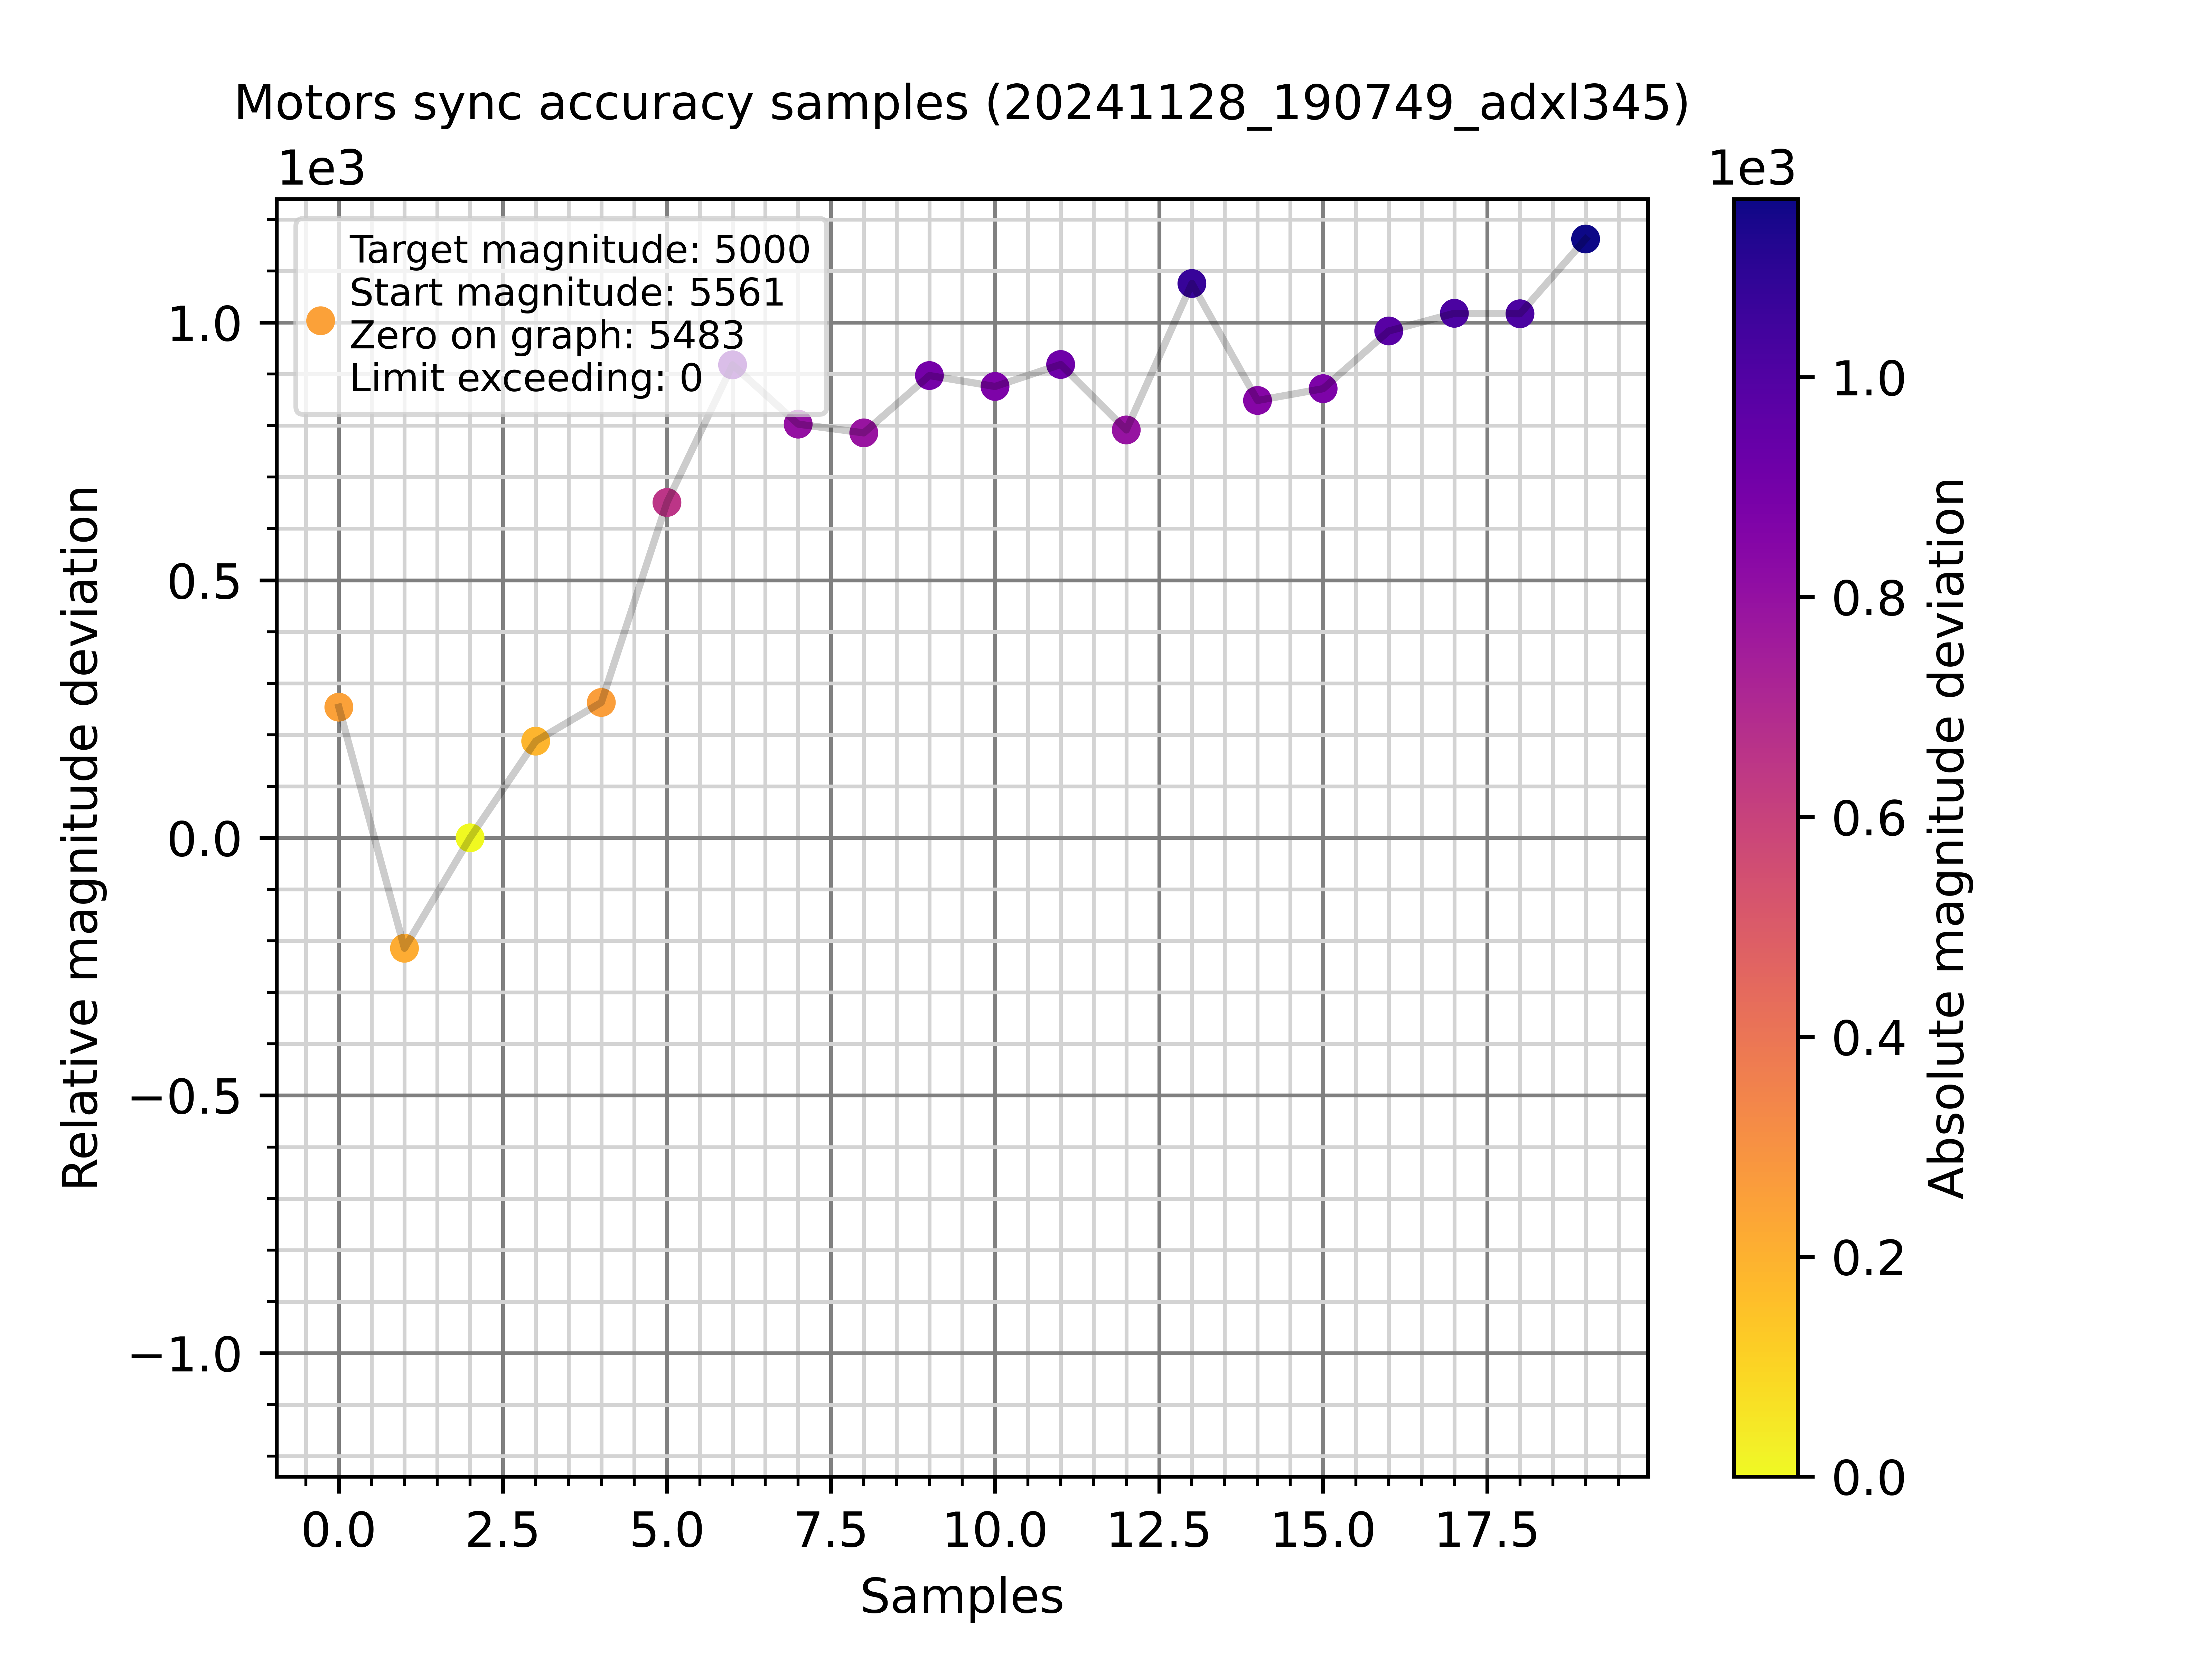 Motors sync accuracy samples (20241128_190749_adxl345)
1e3
1e3
Target magnitude: 5000
Start magnitude: 5561
Zero on graph: 5483
Limit exceeding: 0
Relative magnitude deviation
1.0
0.5
0.0
−0.5
−1.0
0.0 2.5 5.0 7.5 10.0 12.5 15.0 17.5
Samples
1.0
0.8
0.6
0.4
0.2
0.0
Absolute magnitude deviation